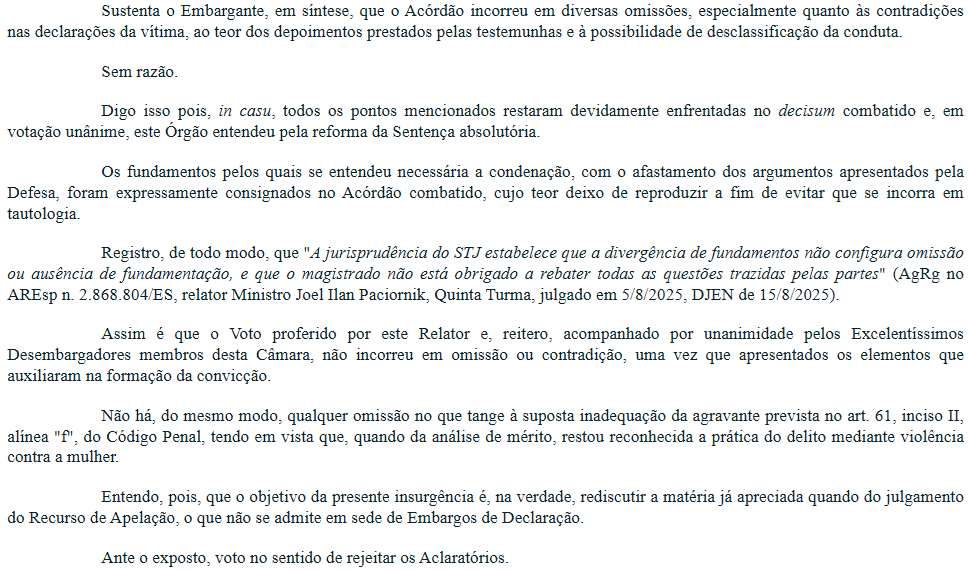 Sustenta o Embargante, em síntese, que o Acórdão incorreu em diversas omissões, especialmente quanto às contradições
nas declarações da vítima, ao teor dos depoimentos prestados pelas testemunhas e à possibilidade de desclassificação da conduta.
Sem razão.
Digo isso pois, in casu, todos os pontos mencionados restaram devidamente enfrentadas no decisum combatido e, em
votação unânime, este Órgão entendeu pela reforma da Sentença absolutória.
Os fundamentos pelos quais se entendeu necessária a condenação, com o afastamento dos argumentos apresentados pela
Defesa, foram expressamente consignados no Acórdão combatido, cujo teor deixo de reproduzir a fim de evitar que se incorra em
tautologia.
Registro, de todo modo, que "A jurisprudência do STJ estabelece que a divergência de fundamentos não configura omissão
ou ausência de fundamentação, e que o magistrado não está obrigado a rebater todas as questões trazidas pelas partes" (AgRg no
AREsp n. 2.868.804/ES, relator Ministro Joel Ilan Paciornik, Quinta Turma, julgado em 5/8/2025, DJEN de 15/8/2025).
Assim é que o Voto proferido por este Relator e, reitero, acompanhado por unanimidade pelos Excelentíssimos
Desembargadores membros desta Câmara, não incorreu em omissão ou contradição, uma vez que apresentados os elementos que
auxiliaram na formação da convicção.
Não há, do mesmo modo, qualquer omissão no que tange à suposta inadequação da agravante prevista no art. 61, inciso II,
alínea "f", do Código Penal, tendo em vista que, quando da análise de mérito, restou reconhecida a prática do delito mediante violência
contra a mulher.
Entendo, pois, que o objetivo da presente insurgência é, na verdade, rediscutir a matéria já apreciada quando do julgamento
do Recurso de Apelação, o que não se admite em sede de Embargos de Declaração.
Ante o exposto, voto no sentido de rejeitar os Aclaratórios.